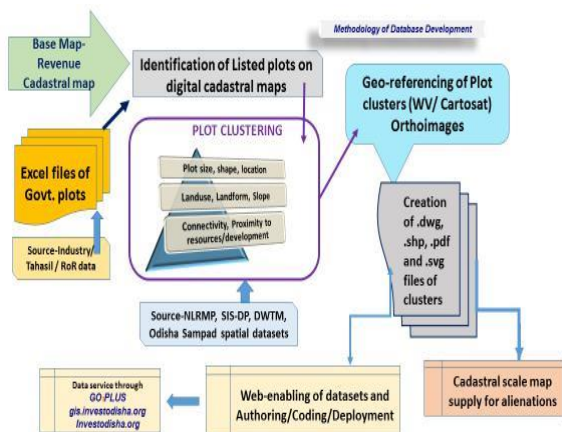 Methodology of Database Development
Base Map-
Revenue
Cadastral map
Identification of Listed plots on
digital cadastral maps
Geo-referencing of Plot
clusters (WV/ Cartosat)
Orthoimages
Excel files of
Govt. plots
Source-Industry/
Tahasil / RoR data
PLOT CLUSTERING
Plot size, shape, location
Landuse, Landform, Slope
Connectivity, Proximity to
resources/development
Source-NLRMP, SIS-DP, DWTM,
Odisha Sampad spatial datasets
Creation of
.dwg,
.shp, .pdf
and .svg
files of
clusters
Data service through
GO PLUS
gis.investodisha.org
Investodisha.org
Web-enabling of datasets and
Authoring/Coding/Deployment
Cadastral scale map
supply for alienations